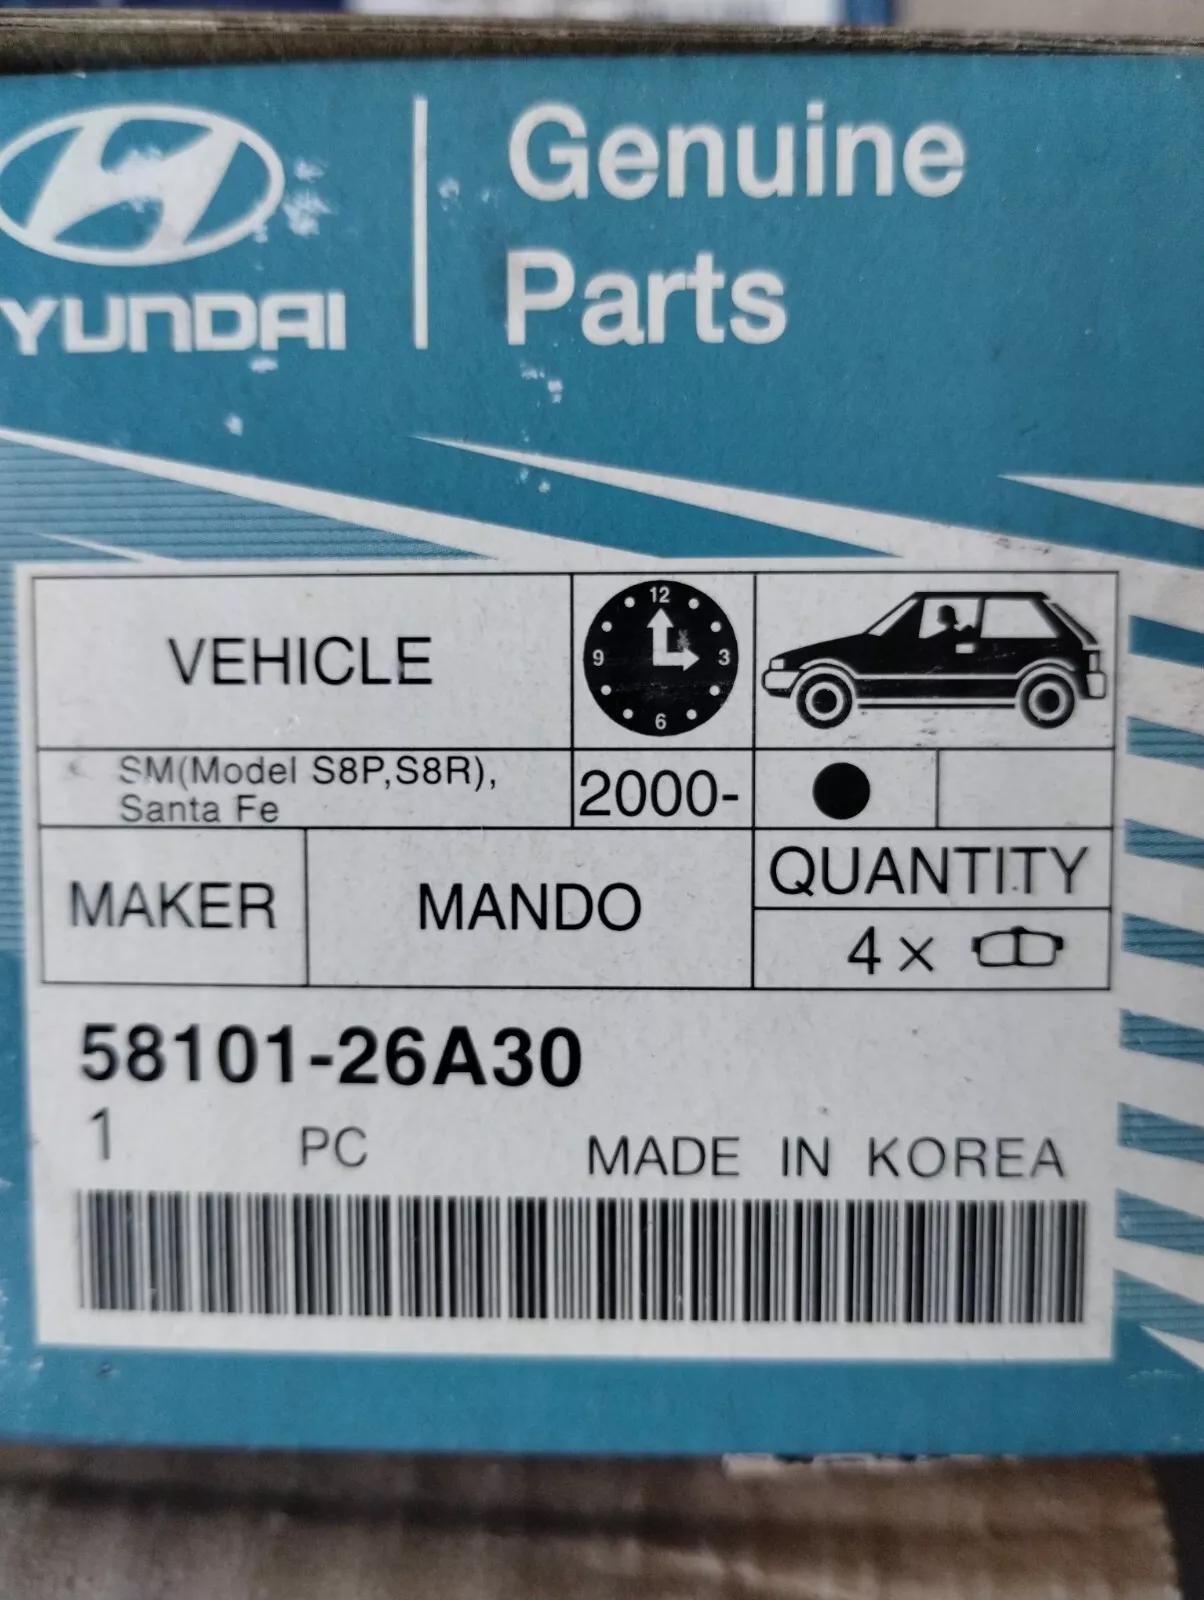 YUNDAI
Genuine
Parts
VEHICLE
12
3
6
9
SM(Model S8P,S8R),
Santa Fe
2000-
MAKER
MANDO
QUANTITY
4 ×
58101-26A30
1 PC MADE IN KOREA